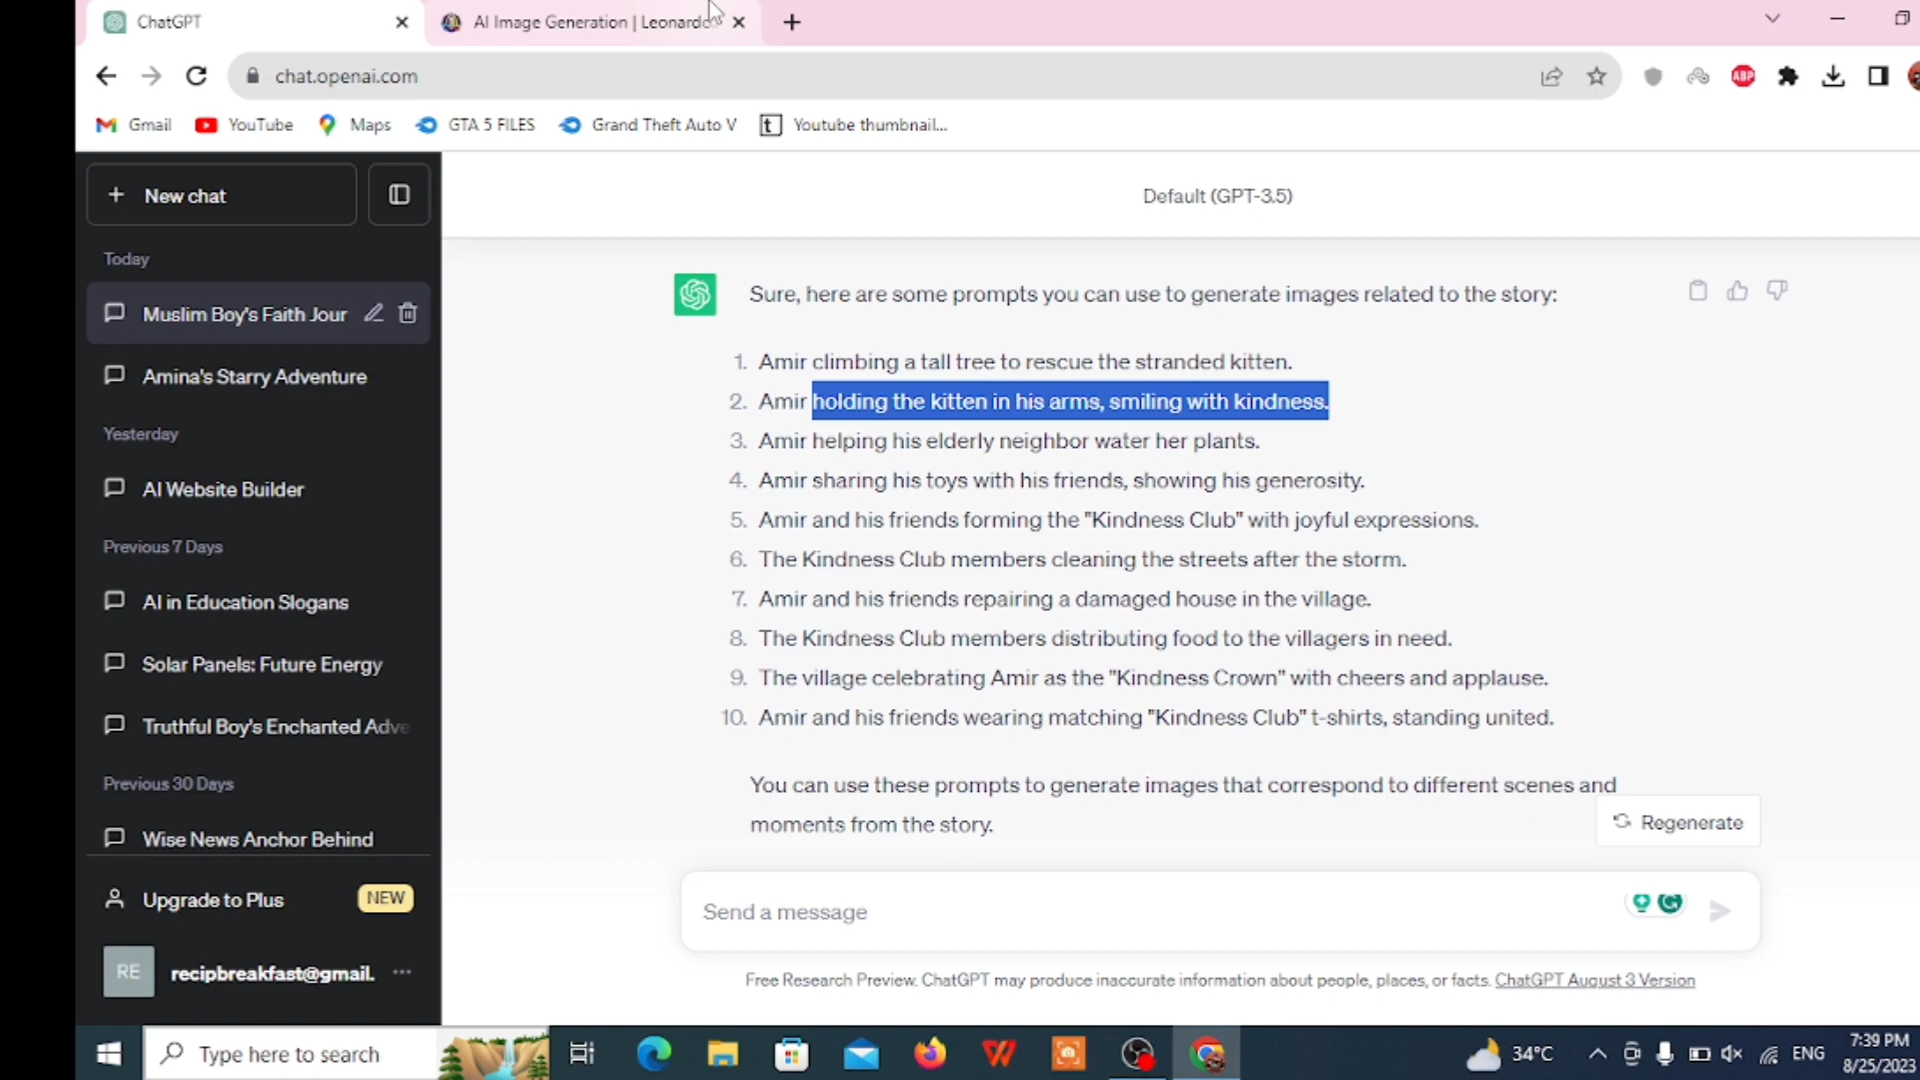 ChatGPT
AI Image Generation | Leonardo
chat.openai.com
ABP
Gmail
YouTube
Maps
GTA 5 FILES
Grand Theft Auto V
t
Youtube thumbnail...
New chat
Today
Muslim Boy's Faith Jour
Amina's Starry Adventure
Yesterday
AI Website Builder
Previous 7 Days
AI in Education Slogans
Solar Panels: Future Energy
Truthful Boy's Enchanted Adve
Previous 30 Days
Wise News Anchor Behind
Upgrade to Plus
NEW
RE
recipbreakfast@gmail.
Default (GPT-3.5)
Sure, here are some prompts you can use to generate images related to the story:
1. Amir climbing a tall tree to rescue the stranded kitten.
2. Amir holding the kitten in his arms, smiling with kindness.
3. Amir helping his elderly neighbor water her plants.
4. Amir sharing his toys with his friends, showing his generosity.
5. Amir and his friends forming the "Kindness Club" with joyful expressions.
6. The Kindness Club members cleaning the streets after the storm.
7. Amir and his friends repairing a damaged house in the village.
8. The Kindness Club members distributing food to the villagers in need.
9. The village celebrating Amir as the "Kindness Crown" with cheers and applause.
10. Amir and his friends wearing matching "Kindness Club" t-shirts, standing united.
You can use these prompts to generate images that correspond to different scenes and
moments from the story.
Regenerate
Send a message
Free Research Preview. ChatGPT may produce inaccurate information about people, places, or facts. ChatGPT August 3 Version
Type here to search
34°C
ENG
7:39 PM
8/25/2023